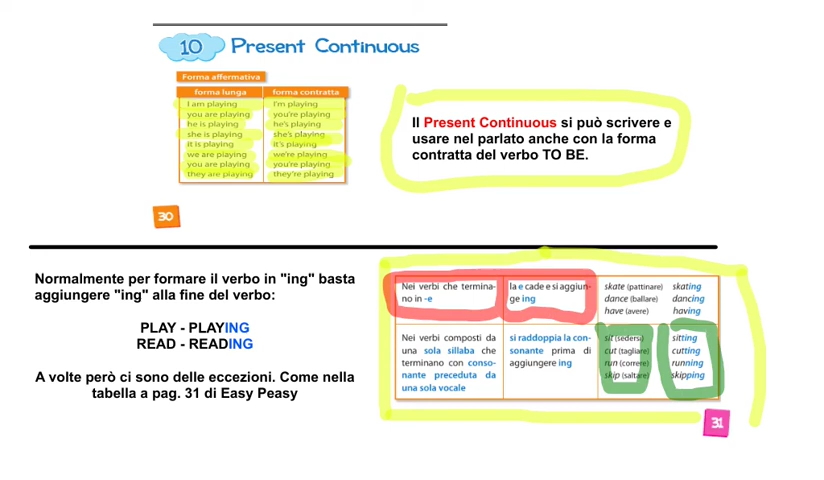 10 Present Continuous
Forma affermativa
forma lunga forma contratta
I am playing I'm playing
you are playing you're playing
he is playing he's playing
she is playing she's playing
it is playing it's playing
we are playing we're playing
you are playing you're playing
they are playing they're playing
30
Il Present Continuous si può scrivere e
usare nel parlato anche con la forma
contratta del verbo TO BE.
Normalmente per formare il verbo in "ing" basta
aggiungere "ing" alla fine del verbo:
PLAY - PLAYING
READ - READING
A volte però ci sono delle eccezioni. Come nella
tabella a pag. 31 di Easy Peasy
Nei verbi che termina-
no in -e
la e cade e si aggiun-
ge ing
skate (pattinare) skating
dance (ballare) dancing
have (avere) having
Nei verbi composti da
una sola sillaba che
terminano con conso-
nante preceduta da
una sola vocale
si raddoppia la con-
sonante prima di
aggiungere ing
sit (sedersi) sitting
cut (tagliare) cutting
run (correre) running
skip (saltare) skipping
31